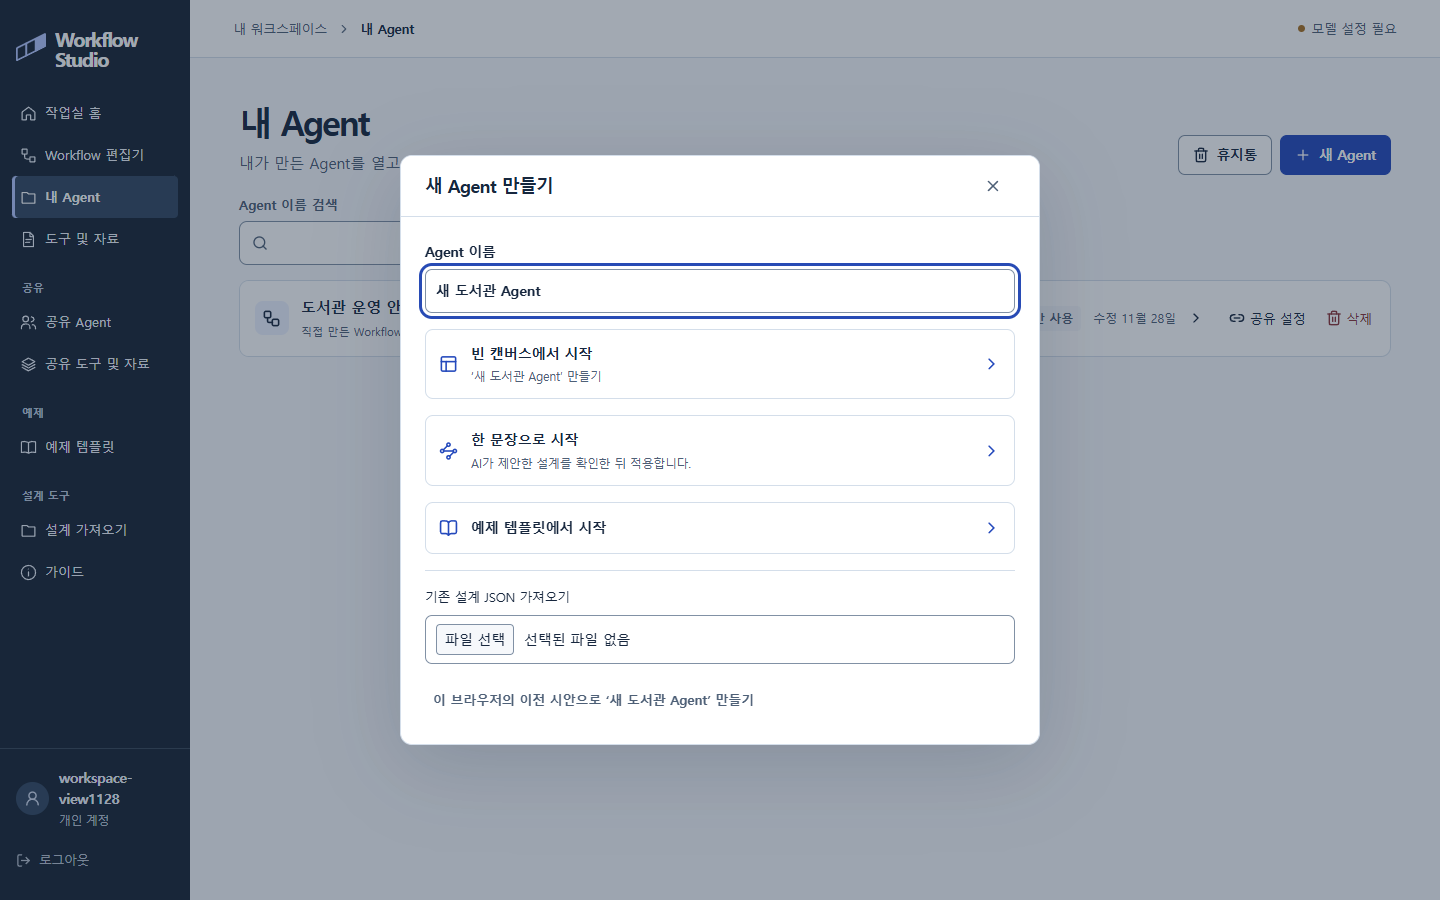 Workflow
Studio
작업실 홈
Workflow 편집기
내 Agent
도구 및 자료
공유
공유 Agent
공유 도구 및 자료
예제
예제 템플릿
설계 도구
설계 가져오기
가이드
workspace-
view1128
개인 계정
로그아웃
내 워크스페이스 > 내 Agent
모델 설정 필요
내 Agent
내가 만든 Agent를 열고
휴지통
+ 새 Agent
Agent 이름 검색
도서관 운영 안
직접 만든 Workflow
사용
수정 11월 28일
공유 설정
삭제
새 Agent 만들기
Agent 이름
새 도서관 Agent
빈 캔버스에서 시작
‘새 도서관 Agent’ 만들기
한 문장으로 시작
AI가 제안한 설계를 확인한 뒤 적용합니다.
예제 템플릿에서 시작
기존 설계 JSON 가져오기
파일 선택 선택된 파일 없음
이 브라우저의 이전 시안으로 ‘새 도서관 Agent’ 만들기